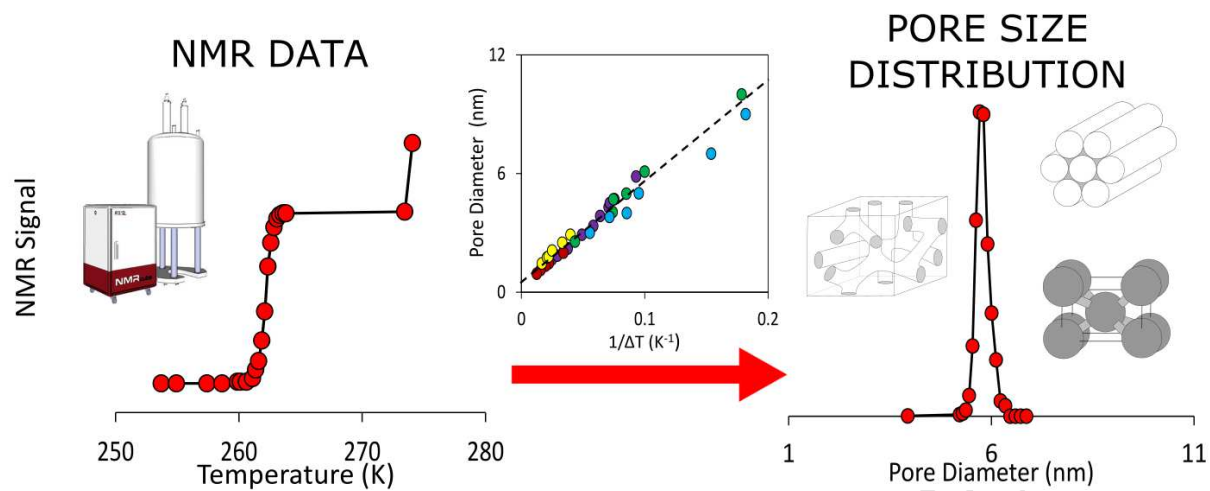 NMR DATA
NMR Signal
NMR
250
260
270
280
Temperature (K)
Pore Diameter (nm)
12
6
0
0
0.1
0.2
1/ΔT (K⁻¹)
PORE SIZE
DISTRIBUTION
1
6
11
Pore Diameter (nm)